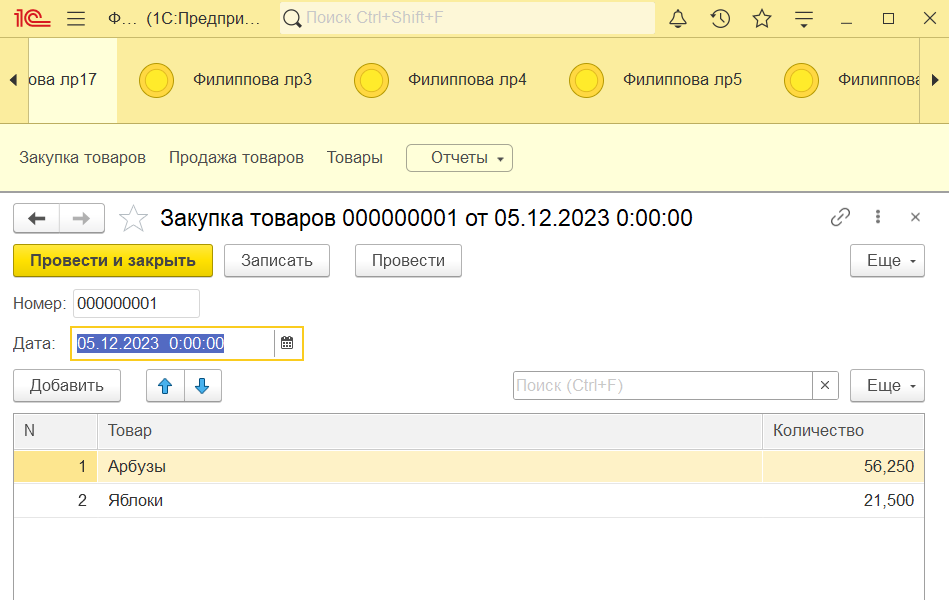 1С Ф... (1С:Предпри... Поиск Ctrl+Shift+F
ова лр17 Филиппова лр3 Филиппова лр4 Филиппова лр5 Филиппова
Закупка товаров Продажа товаров Товары Отчеты
Закупка товаров 000000001 от 05.12.2023 0:00:00
Провести и закрыть Записать Провести Еще
Номер: 000000001
Дата: 05.12.2023 0:00:00
Добавить Поиск (Ctrl+F) × Еще
N Товар Количество
1 Арбузы 56,250
2 Яблоки 21,500